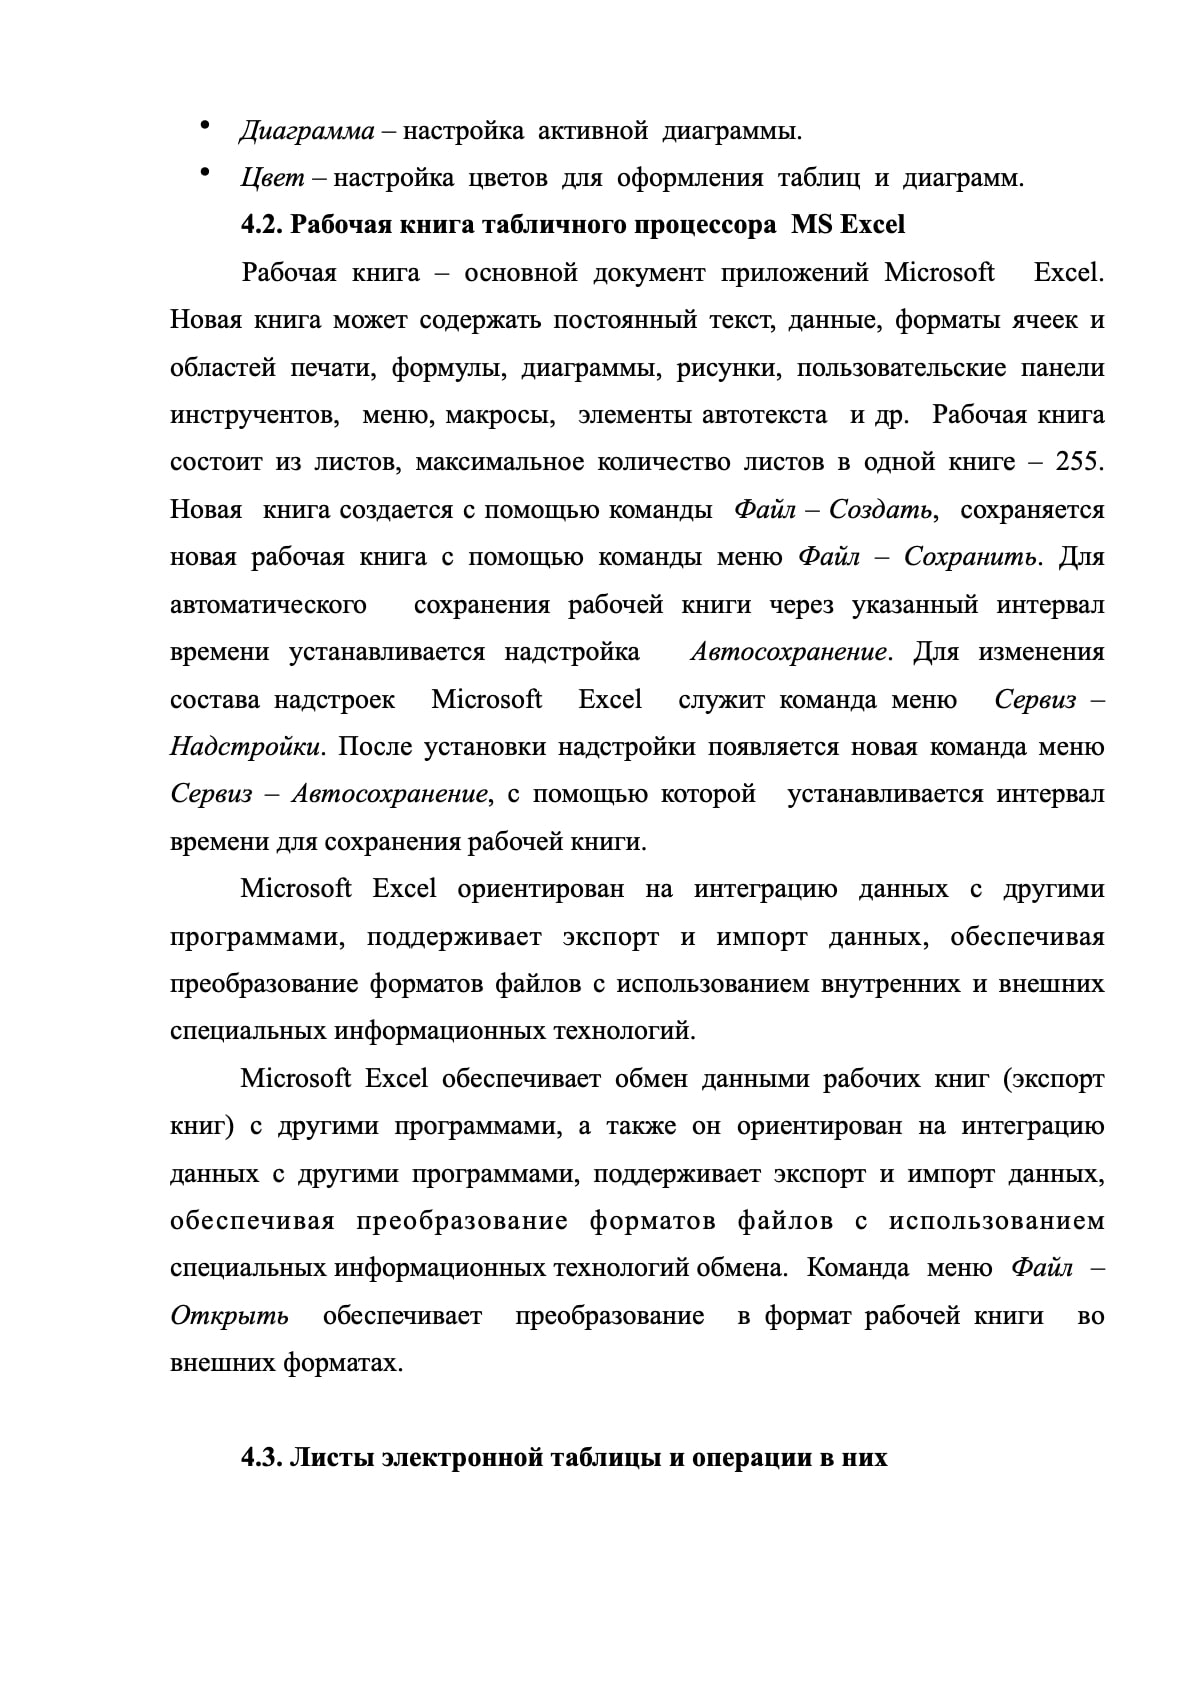 • Диаграмма – настройка активной диаграммы.
• Цвет – настройка цветов для оформления таблиц и диаграмм.
4.2. Рабочая книга табличного процессора MS Excel
Рабочая книга – основной документ приложений Microsoft Excel.
Новая книга может содержать постоянный текст, данные, форматы ячеек и
областей печати, формулы, диаграммы, рисунки, пользовательские панели
инстручентов, меню, макросы, элементы автотекста и др. Рабочая книга
состоит из листов, максимальное количество листов в одной книге – 255.
Новая книга создается с помощью команды Файл – Создать, сохраняется
новая рабочая книга с помощью команды меню Файл – Сохранить. Для
автоматического сохранения рабочей книги через указанный интервал
времени устанавливается надстройка Автосохранение. Для изменения
состава надстроек Microsoft Excel служит команда меню Сервиз –
Надстройки. После установки надстройки появляется новая команда меню
Сервиз – Автосохранение, с помощью которой устанавливается интервал
времени для сохранения рабочей книги.
Microsoft Excel ориентирован на интеграцию данных с другими
программами, поддерживает экспорт и импорт данных, обеспечивая
преобразование форматов файлов с использованием внутренних и внешних
специальных информационных технологий.
Microsoft Excel обеспечивает обмен данными рабочих книг (экспорт
книг) с другими программами, а также он ориентирован на интеграцию
данных с другими программами, поддерживает экспорт и импорт данных,
обеспечивая преобразование форматов файлов с использованием
специальных информационных технологий обмена. Команда меню Файл –
Открыть обеспечивает преобразование в формат рабочей книги во
внешних форматах.
4.3. Листы электронной таблицы и операции в них